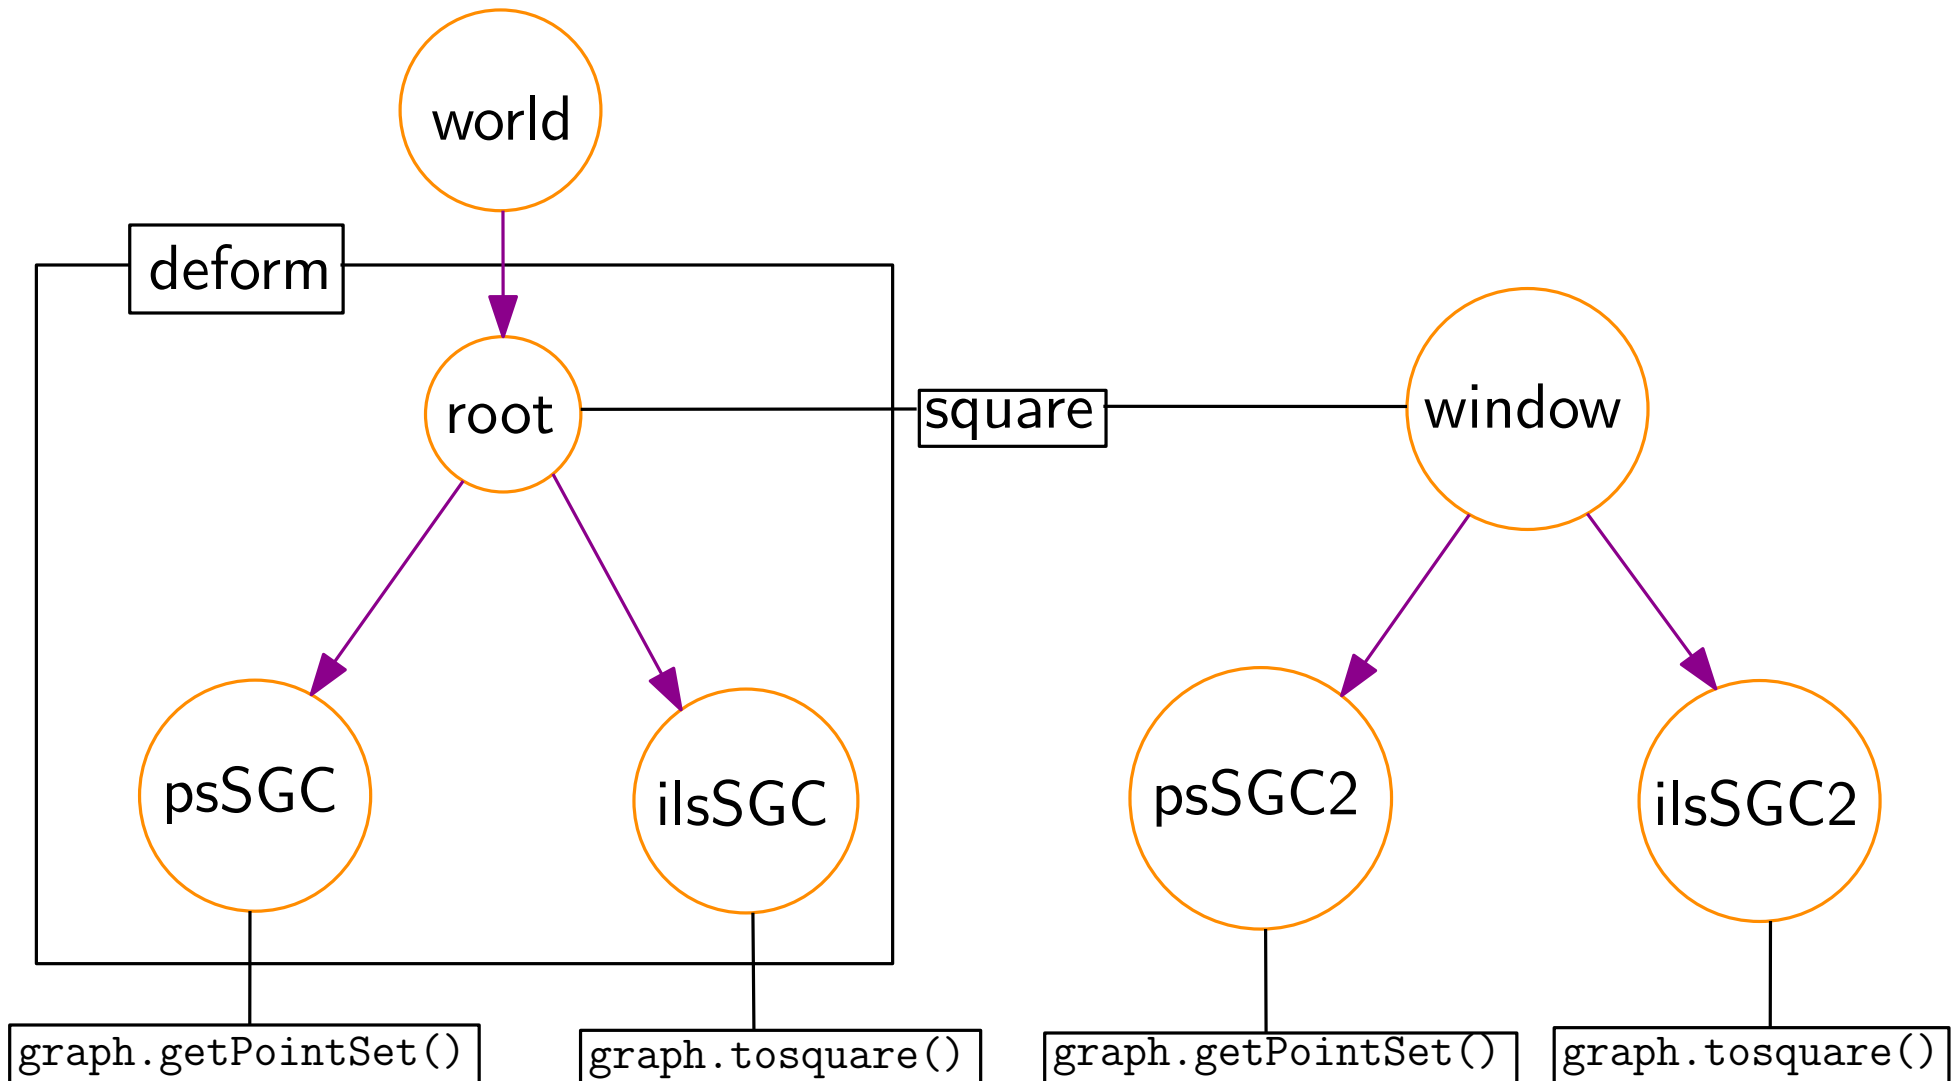 world
deform
root
square
window
psSGC
ilsSGC
psSGC2
ilsSGC2
graph.getPointSet()
graph.tosquare()
graph.getPointSet()
graph.tosquare()